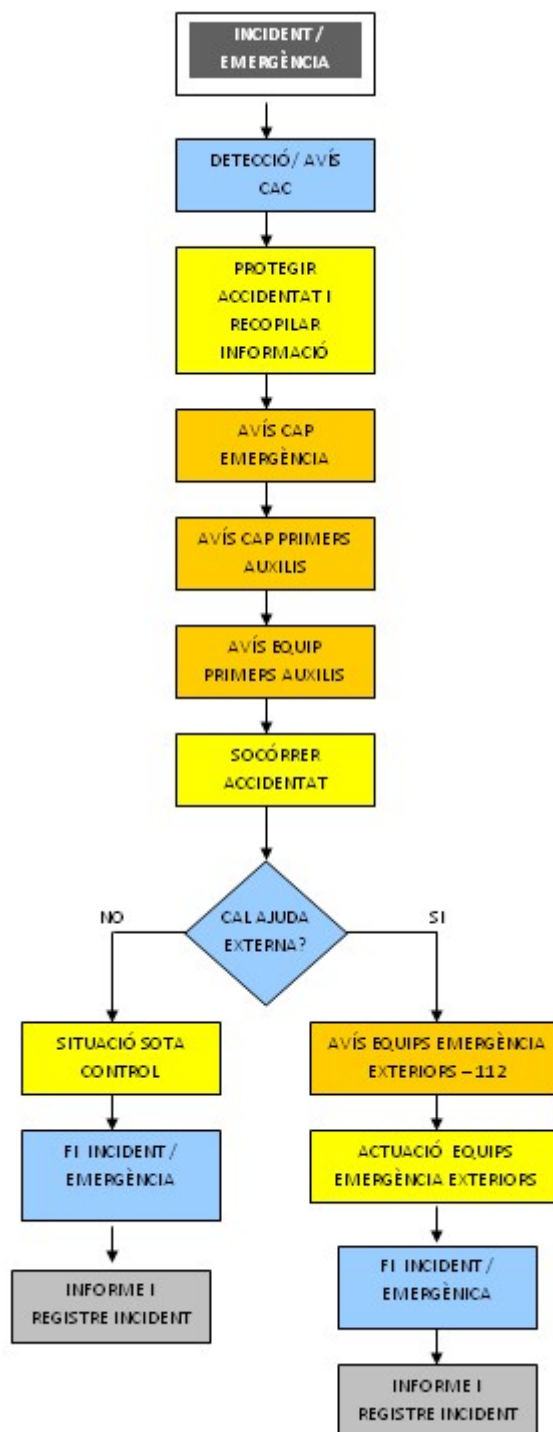 INCIDENT /
EMERGÈNCIA
DETECCIÓ / AVÍS
CAC
PROTEGIR
ACCIDENTAT I
RECOPILAR
INFORMACIÓ
AVÍS CAP
EMERGÈNCIA
AVÍS CAP PRIMERS
AUXILIS
AVÍS EQUIP
PRIMERS AUXILIS
SOCÓRRER
ACCIDENTAT
CAL AJUDA
EXTERNA?
NO
SI
SITUACIÓ SOTA
CONTROL
FI INCIDENT /
EMERGÈNCIA
INFORME I
REGISTRE INCIDENT
AVÍS EQUIPS EMERGÈNCIA
EXTERIORS – 112
ACTUACIÓ EQUIPS
EMERGÈNCIA EXTERIORS
FI INCIDENT /
EMERGÈNICA
INFORME I
REGISTRE INCIDENT